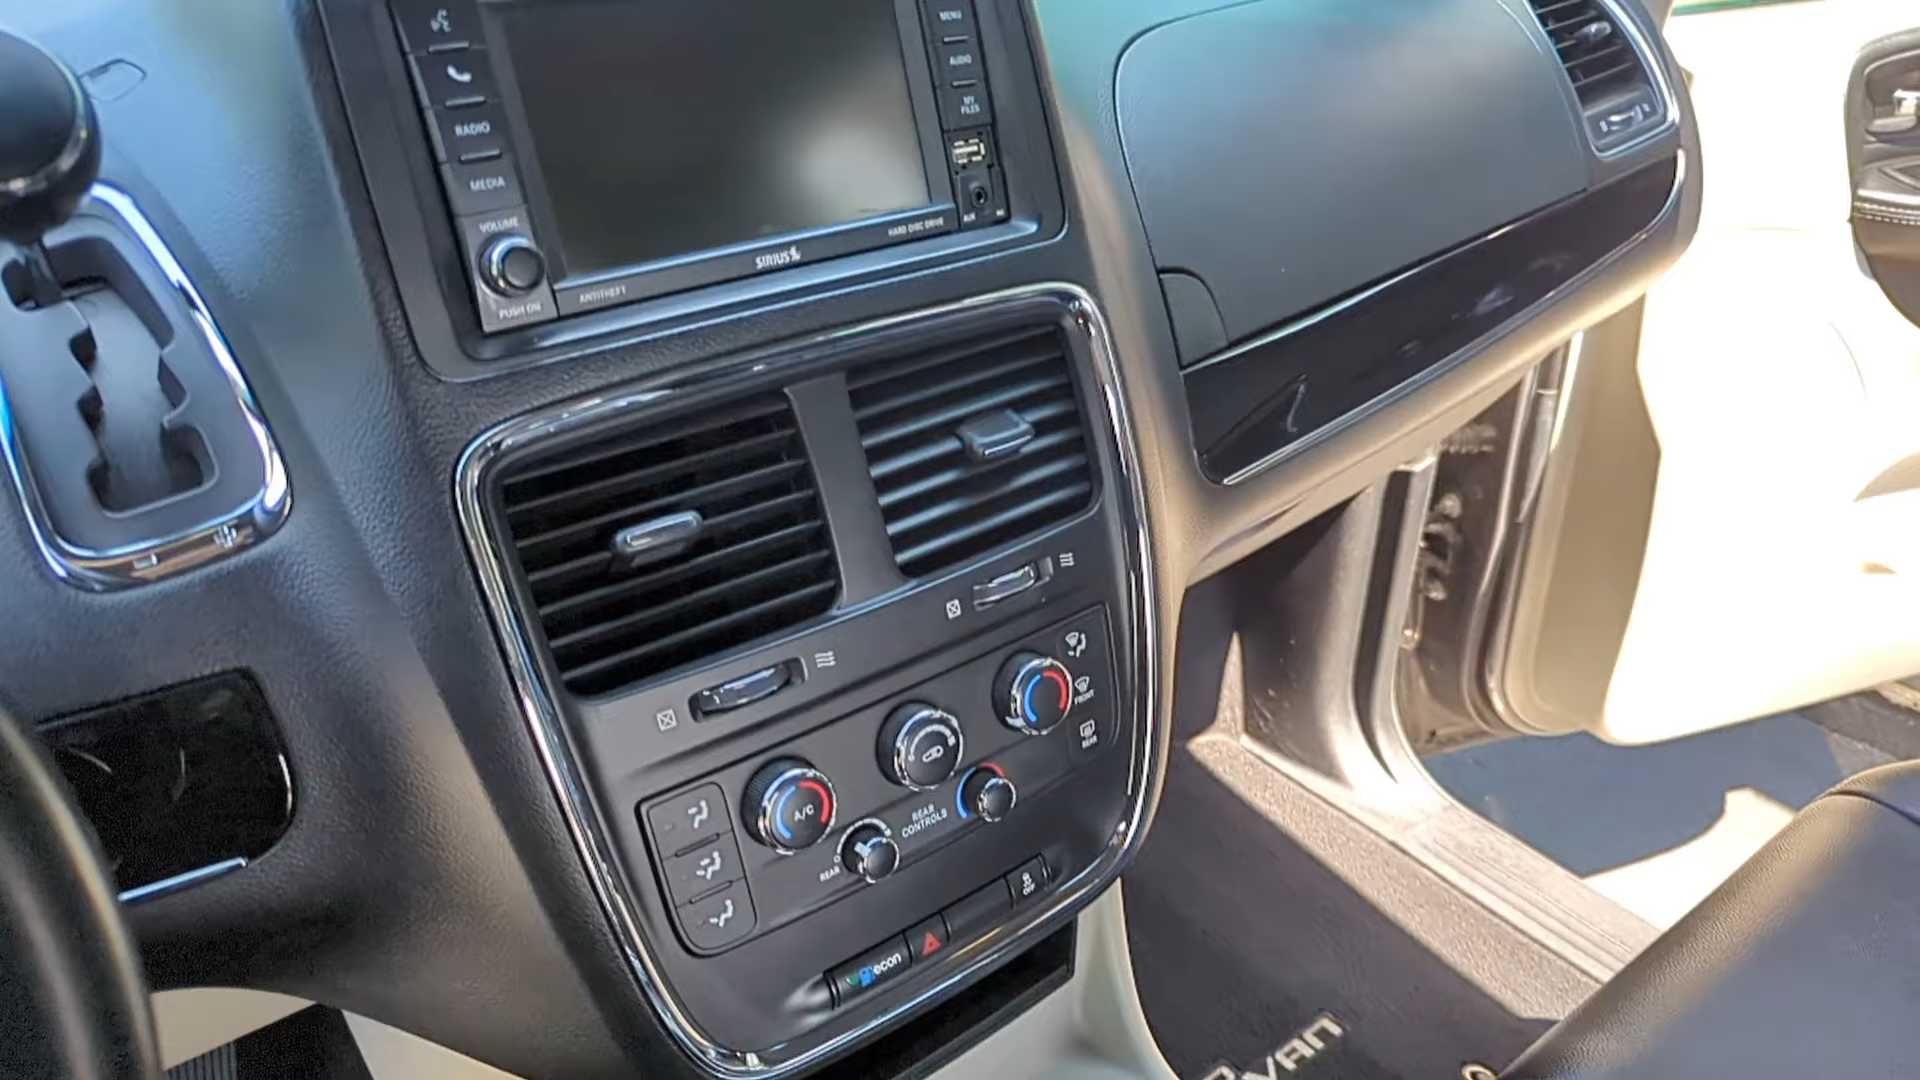 MENU
AUDIO
MY
FILES
RADIO
MEDIA
VOLUME
PUSH ON
ANTITHEFT
SIRIUS
HARD DISC DRIVE
AUX
FRONT
REAR
A/C
REAR
CONTROLS
REAR
OFF
econ
VAN